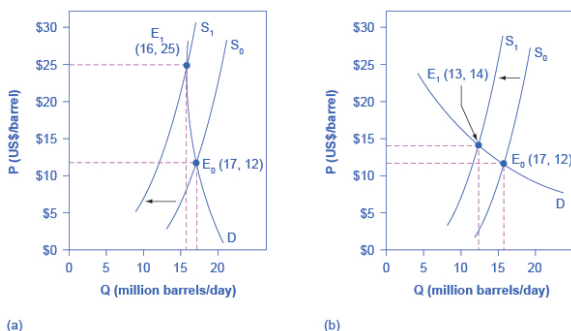 $30
$25
$20
$15
$10
$5
$0
P (US$/barrel)
0 5 10 15 20
Q (million barrels/day)
E1
(16, 25)
S1
S0
E0 (17, 12)
D
(a)
$30
$25
$20
$15
$10
$5
$0
P (US$/barrel)
0 5 10 15 20
Q (million barrels/day)
S1
S0
E1 (13, 14)
E0 (17, 12)
D
(b)